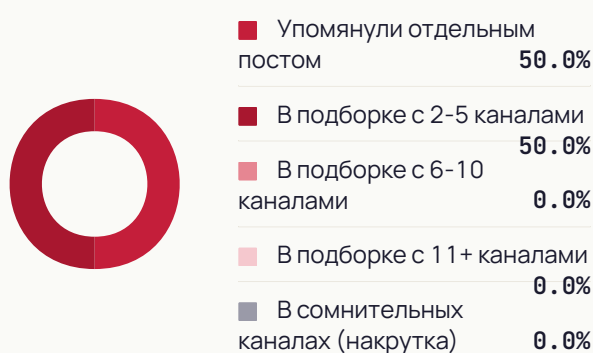 Упомянули отдельным
постом 50.0%
В подборке с 2-5 каналами
50.0%
В подборке с 6-10
каналами 0.0%
В подборке с 11+ каналами
0.0%
В сомнительных
каналах (накрутка) 0.0%